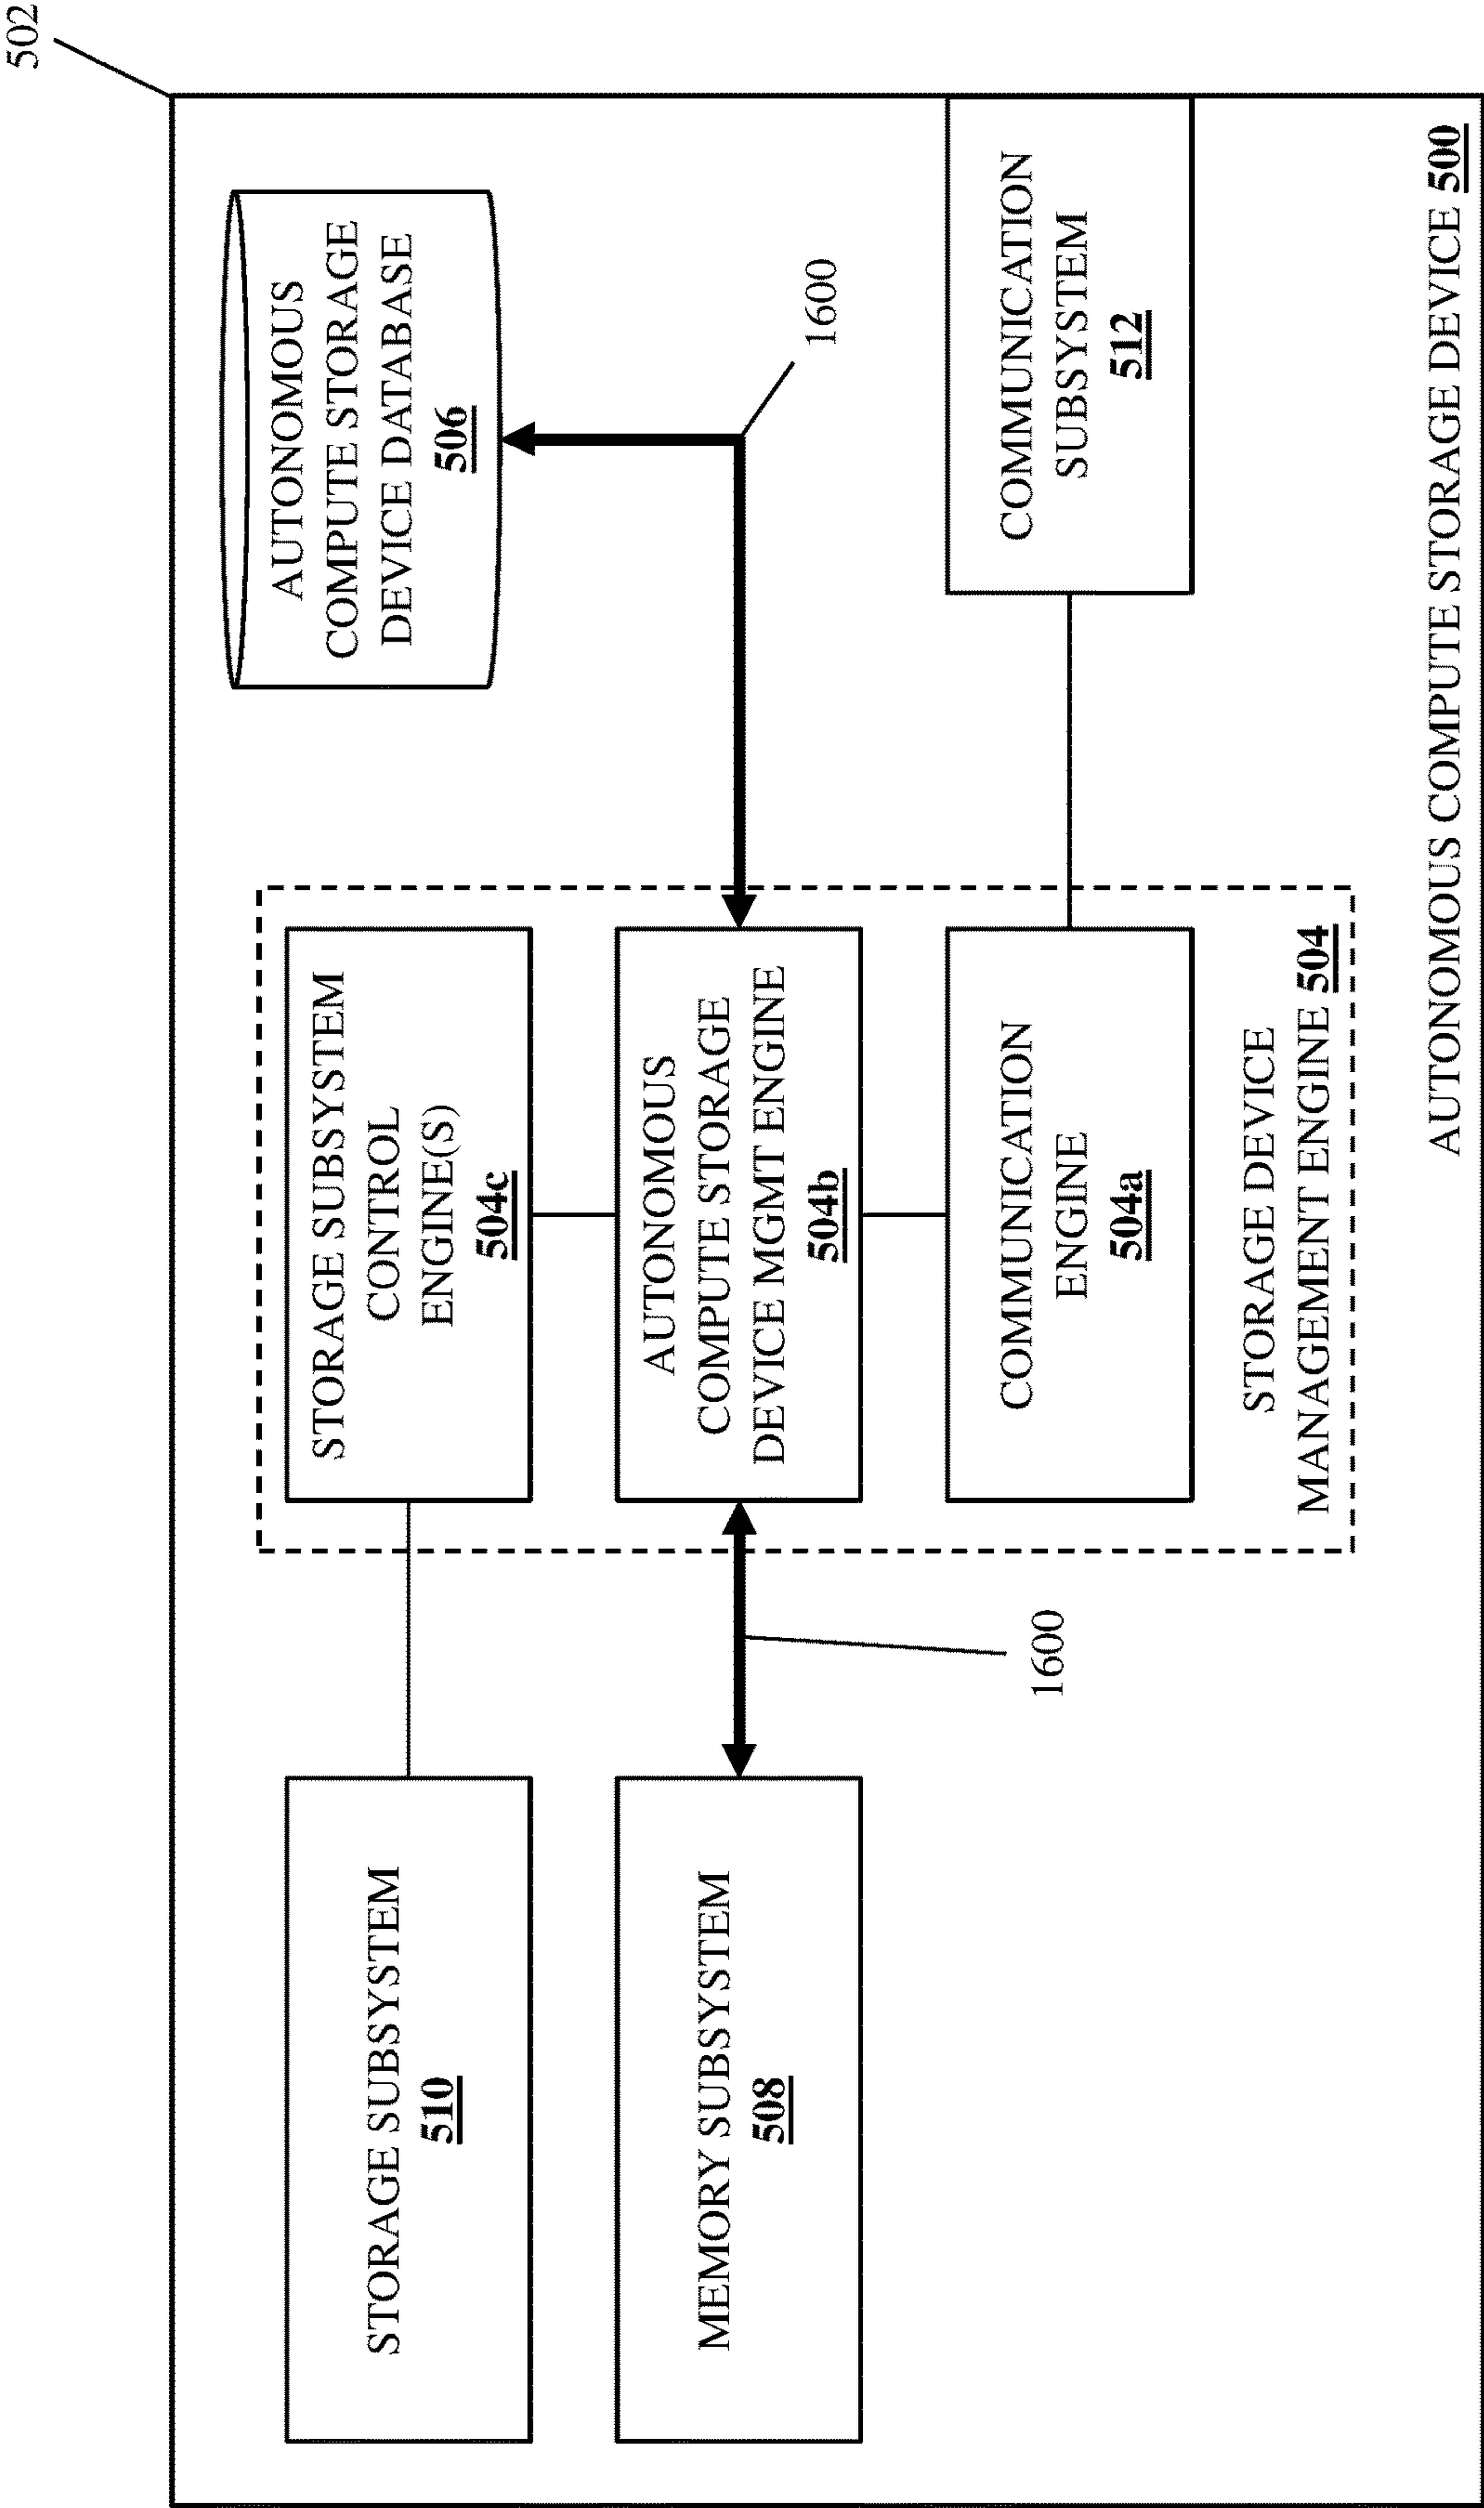 502
STORAGE SUBSYSTEM
510
MEMORY SUBSYSTEM
508
1600
STORAGE SUBSYSTEM
CONTROL
ENGINE(S)
504c
AUTONOMOUS
COMPUTE STORAGE
DEVICE MGMT ENGINE
504b
COMMUNICATION
ENGINE
504a
STORAGE DEVICE
MANAGEMENT ENGINE 504
AUTONOMOUS
COMPUTE STORAGE
DEVICE DATABASE
506
1600
COMMUNICATION
SUBSYSTEM
512
AUTONOMOUS COMPUTE STORAGE DEVICE 500